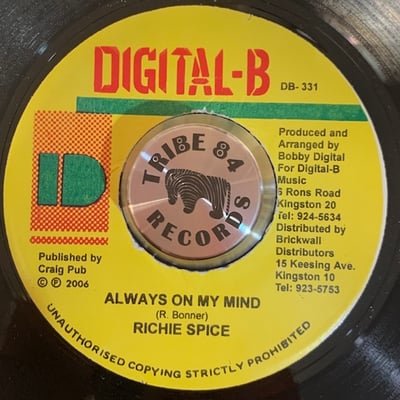 DIGITAL-B
DB- 331
ID
TRIBE 84
RECORDS
Produced and
Arranged by
Bobby Digital
For Digital-B
Music
6 Rons Road
Kingston 20
Tel: 924-5634
Distributed by
Brickwall
Distributors
15 Keesing Ave.
Kingston 10
Tel: 923-5753
Published by
Craig Pub
© ℗ 2006
ALWAYS ON MY MIND
(R. Bonner)
RICHIE SPICE
UNAUTHORISED COPYING STRICTLY PROHIBITED